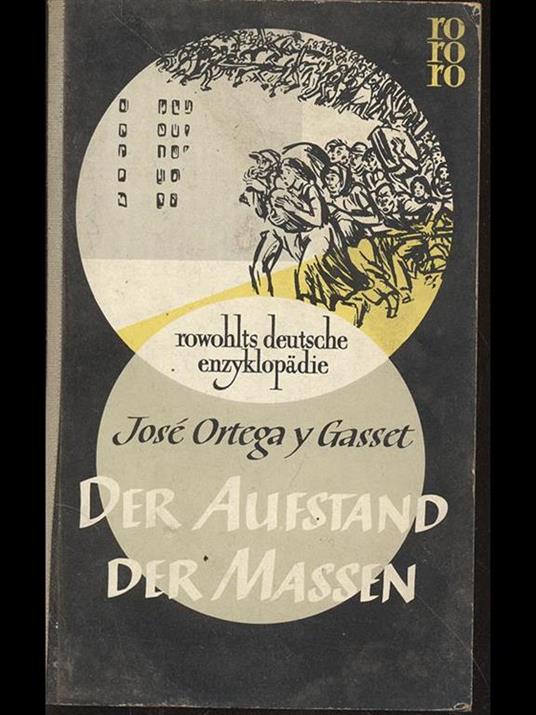 ro
ro
ro
rowohlts deutsche
enzyklopädie
José Ortega y Gasset
DER AUFSTAND
DER MASSEN